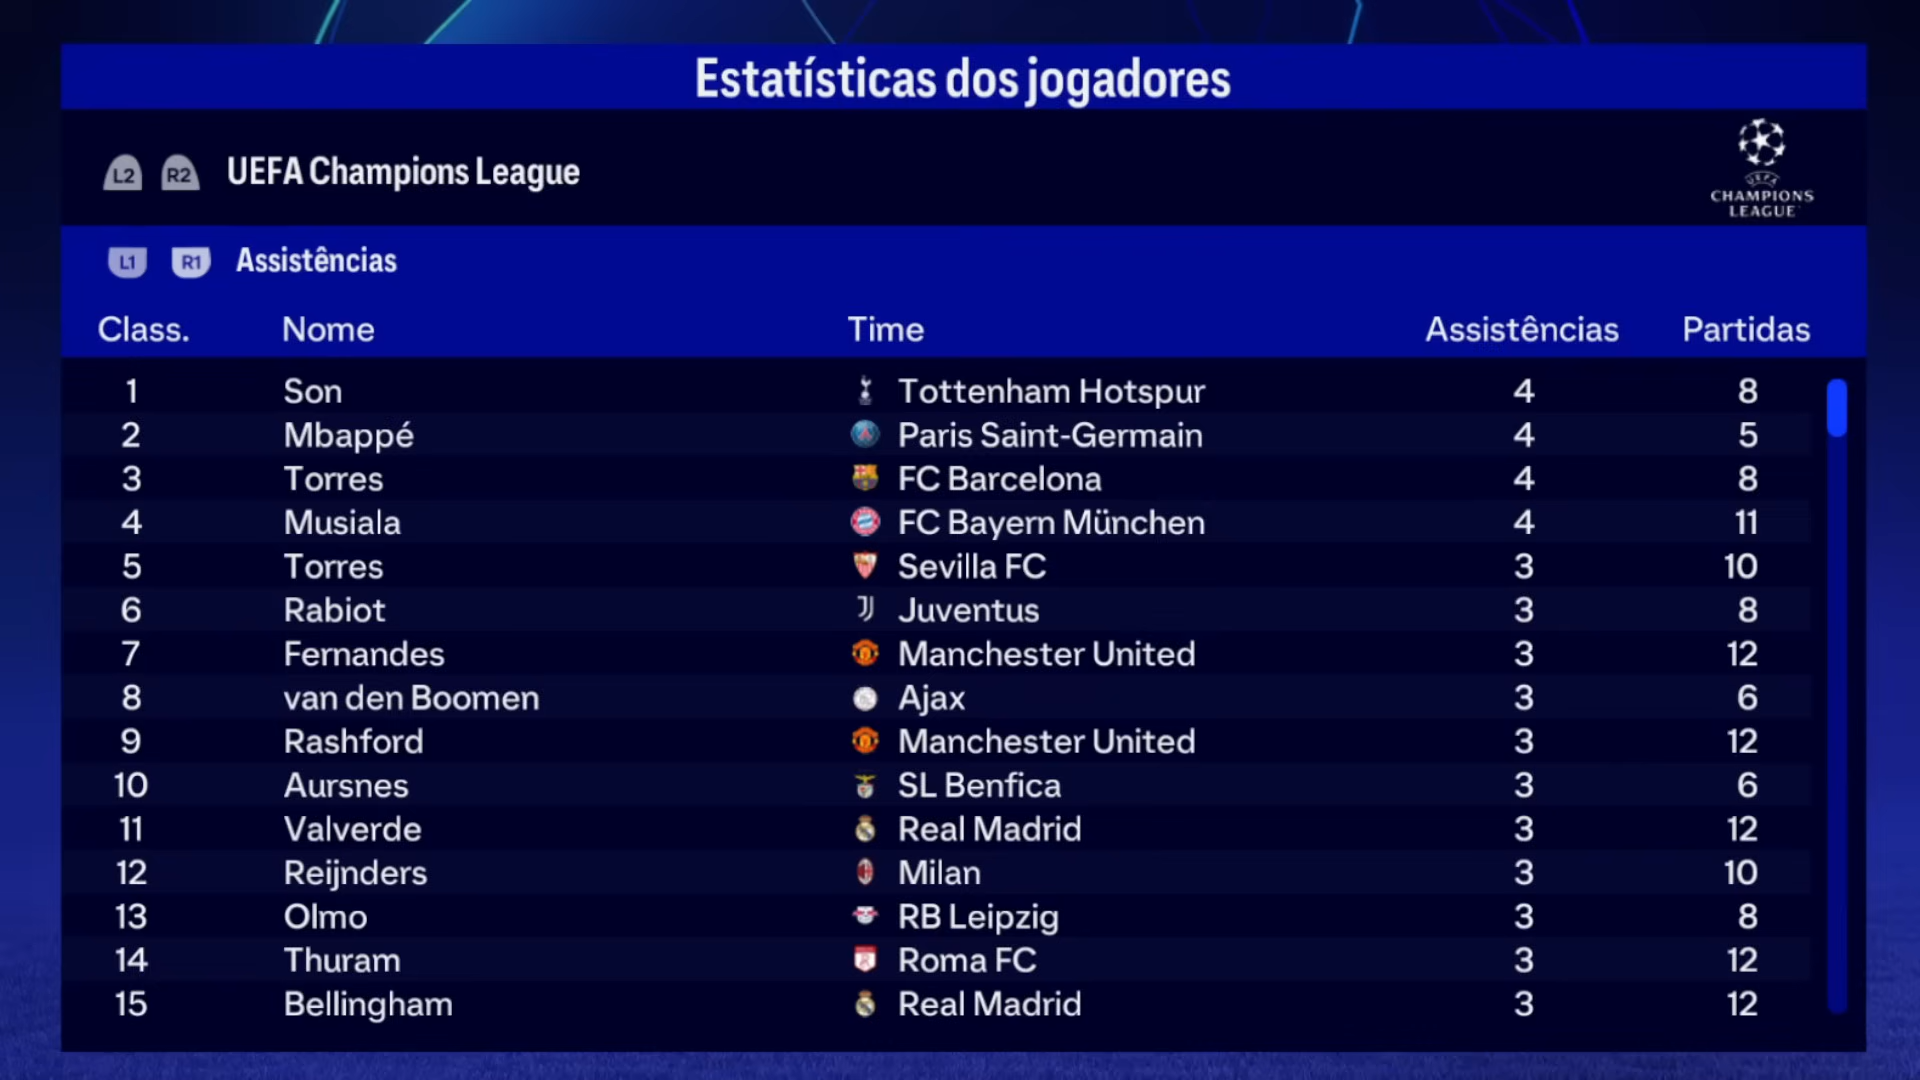 Estatísticas dos jogadores
L2 R2 UEFA Champions League
UEFA
CHAMPIONS
LEAGUE
L1 R1 Assistências
Class. Nome Time Assistências Partidas
1 Son Tottenham Hotspur 4 8
2 Mbappé Paris Saint-Germain 4 5
3 Torres FC Barcelona 4 8
4 Musiala FC Bayern München 4 11
5 Torres Sevilla FC 3 10
6 Rabiot Juventus 3 8
7 Fernandes Manchester United 3 12
8 van den Boomen Ajax 3 6
9 Rashford Manchester United 3 12
10 Aursnes SL Benfica 3 6
11 Valverde Real Madrid 3 12
12 Reijnders Milan 3 10
13 Olmo RB Leipzig 3 8
14 Thuram Roma FC 3 12
15 Bellingham Real Madrid 3 12